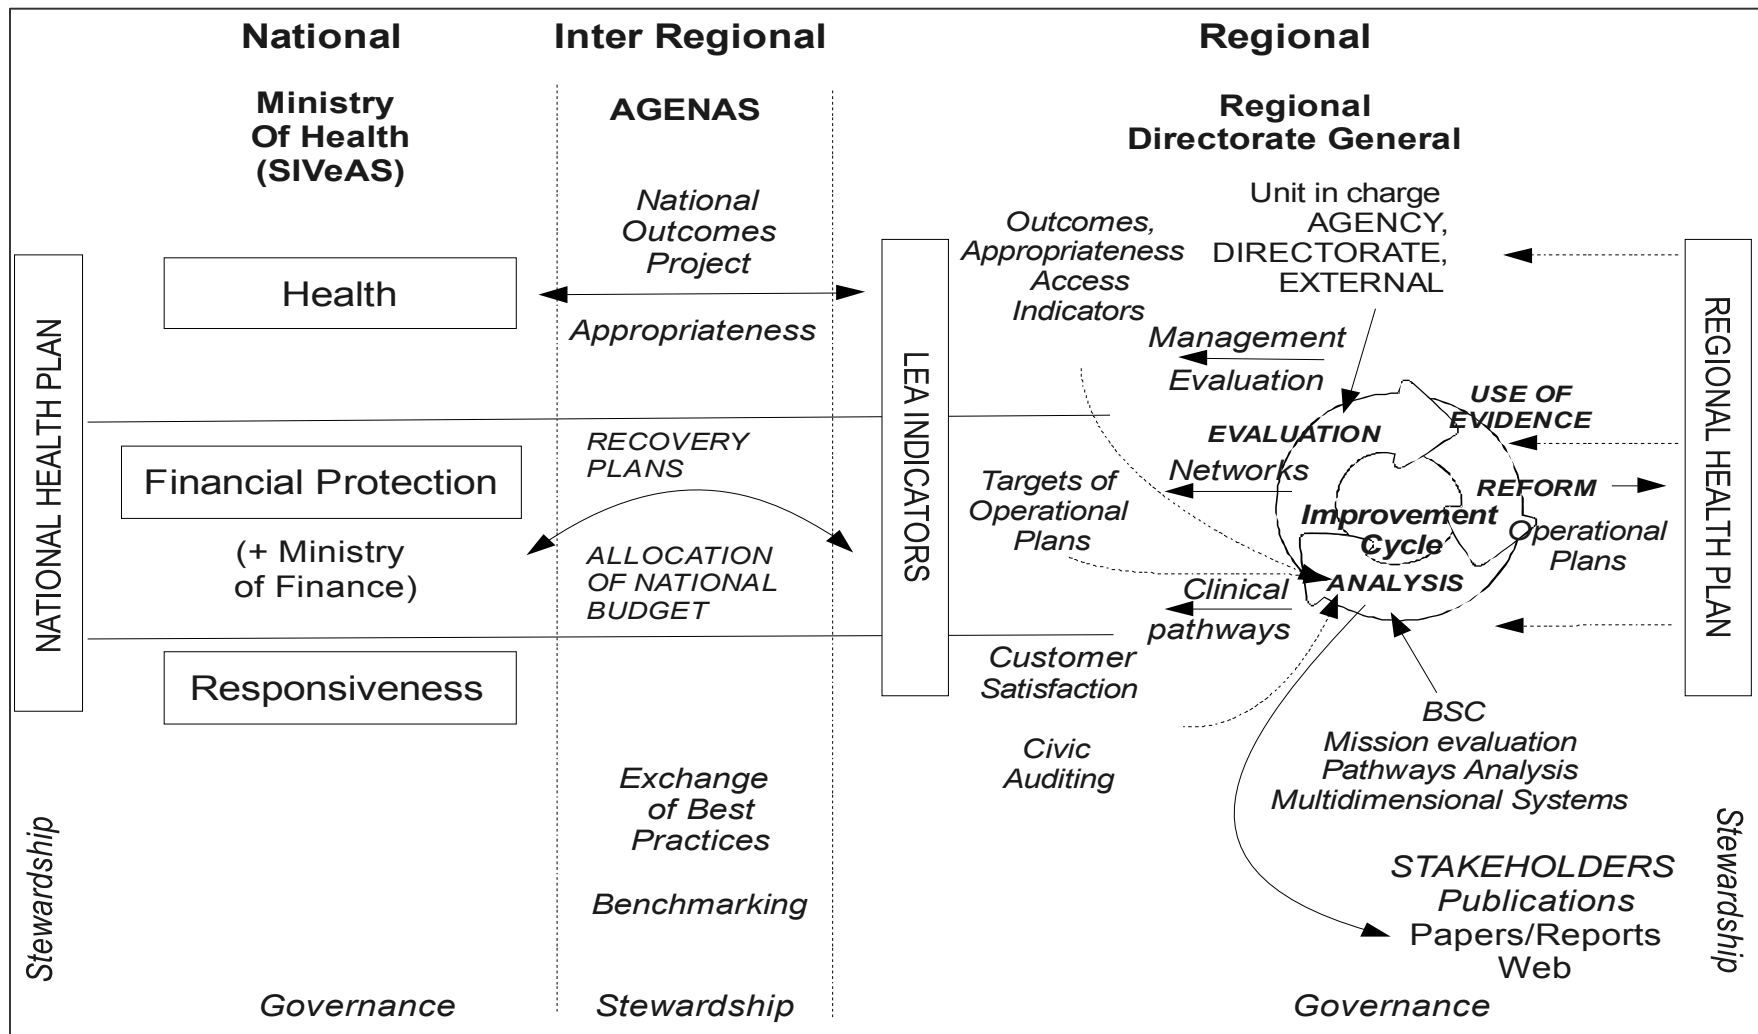 National
Inter Regional
Regional
Ministry
Of Health
(SIVeAS)
AGENAS
Regional
Directorate General
NATIONAL HEALTH PLAN
Stewardship
Health
Financial Protection
(+ Ministry
of Finance)
Responsiveness
Governance
National
Outcomes
Project
Appropriateness
RECOVERY
PLANS
ALLOCATION
OF NATIONAL
BUDGET
Exchange
of Best
Practices
Benchmarking
Stewardship
LEA INDICATORS
Outcomes,
Appropriateness
Access
Indicators
Targets of
Operational
Plans
Customer
Satisfaction
Civic
Auditing
Unit in charge
AGENCY,
DIRECTORATE,
EXTERNAL
Management
Evaluation
Networks
Clinical
pathways
EVALUATION
USE OF
EVIDENCE
REFORM
Improvement
Cycle
ANALYSIS
Operational
Plans
BSC
Mission evaluation
Pathways Analysis
Multidimensional Systems
STAKEHOLDERS
Publications
Papers/Reports
Web
Governance
REGIONAL HEALTH PLAN
Stewardship